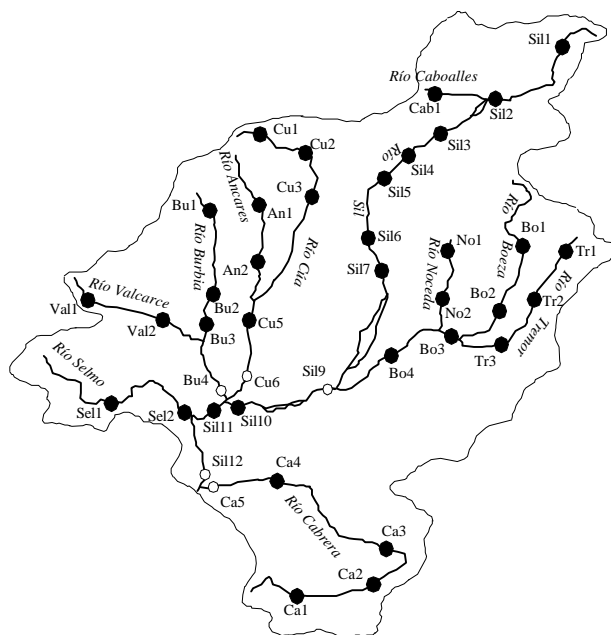 Sil1
Río Caboalles
Cab1
Sil2
Cu1
Sil3
Cu2
Río
Sil4
Río Ancares
Sil5
Cu3
Río
Bu1
An1
Sil
Bo1
No1
Tr1
Sil6
Río Noceda
Boeza
Río Burbia
Río Cúa
An2
Sil7
Río
Río Valcarce
Bo2
Tr2
Val1
Bu2
No2
Val2
Bu3
Cu5
Bo3
Tremor
Tr3
Río Selmo
Bu4
Cu6
Sil9
Bo4
Sel1
Sel2
Sil11
Sil10
Sil12
Ca4
Ca5
Río Cabrera
Ca3
Ca2
Ca1